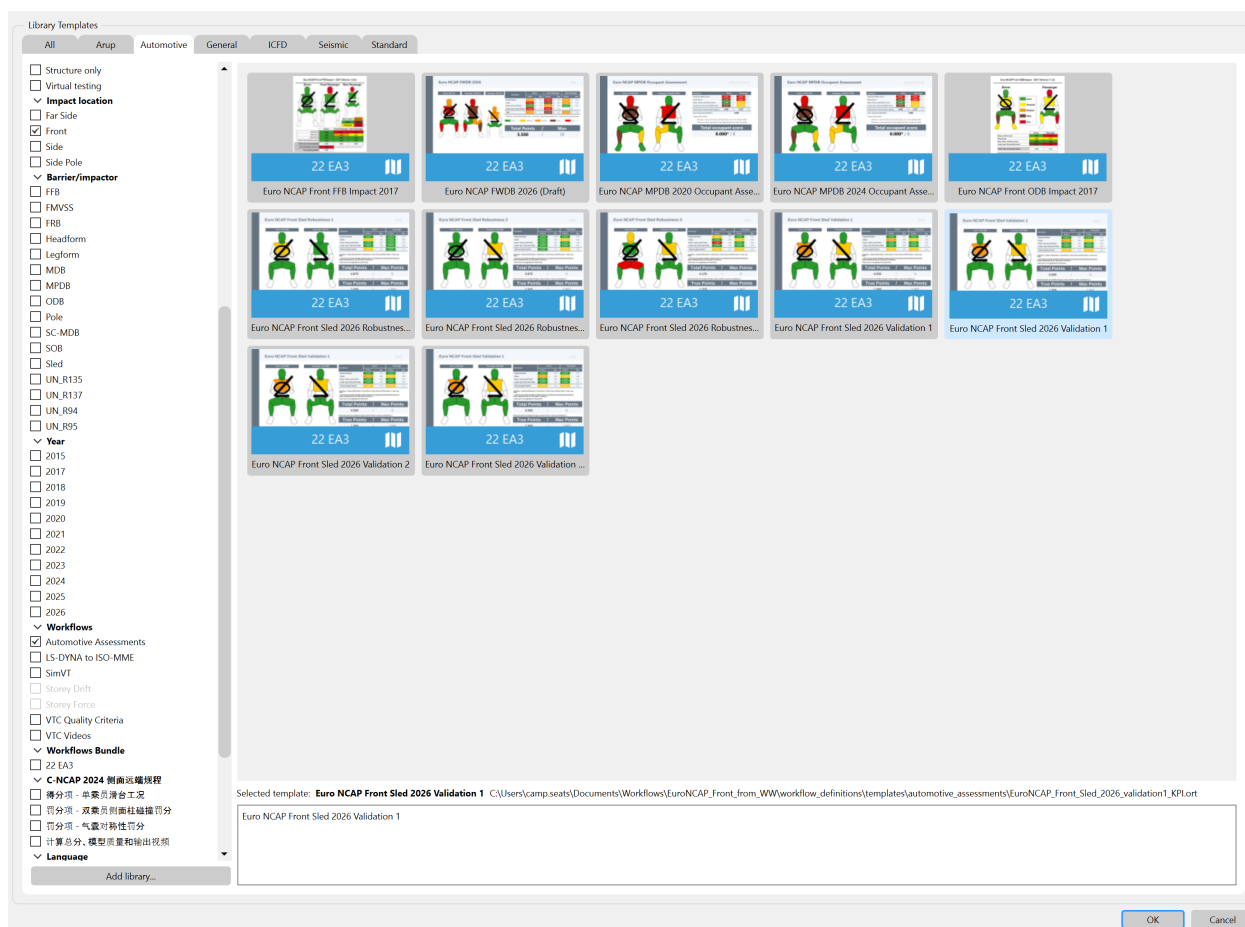 Library Templates
All Arup Automotive General ICFD Seismic Standard
Structure only
Virtual testing
Impact location
Far Side
Front
Side
Side Pole
Barrier/impactor
FFB
FMVSS
FRB
Headform
Legform
MDB
MPDB
ODB
Pole
SC-MDB
SOB
Sled
UN_R135
UN_R137
UN_R94
UN_R95
Year
2015
2017
2018
2019
2020
2021
2022
2023
2024
2025
2026
Workflows
Automotive Assessments
LS-DYNA to ISO-MME
SimVT
Storey Drift
Storey Force
VTC Quality Criteria
VTC Videos
Workflows Bundle
22 EA3
C-NCAP 2024 侧面远端规程
得分项 - 单乘员滑台工况
罚分项 - 双乘员侧面柱碰撞罚分
罚分项 - 气囊对称性罚分
计算总分、模型质量和输出视频
Language
Add library...
22 EA3 22 EA3 22 EA3 22 EA3 22 EA3
Euro NCAP Front FFB Impact 2017 Euro NCAP FWDB 2026 (Draft) Euro NCAP MPDB 2020 Occupant Asse... Euro NCAP MPDB 2024 Occupant Asse... Euro NCAP Front ODB Impact 2017
22 EA3 22 EA3 22 EA3 22 EA3 22 EA3
Euro NCAP Front Sled 2026 Robustnes... Euro NCAP Front Sled 2026 Robustnes... Euro NCAP Front Sled 2026 Robustnes... Euro NCAP Front Sled 2026 Validation 1 Euro NCAP Front Sled 2026 Validation 1
22 EA3 22 EA3
Euro NCAP Front Sled 2026 Validation 2 Euro NCAP Front Sled 2026 Validation ...
Selected template: Euro NCAP Front Sled 2026 Validation 1 C:\Users\camp.seats\Documents\Workflows\EuroNCAP_Front_from_WW\workflow_definitions\templates\automotive_assessments\EuroNCAP_Front_Sled_2026_validation1_KPI.ort
Euro NCAP Front Sled 2026 Validation 1
OK Cancel